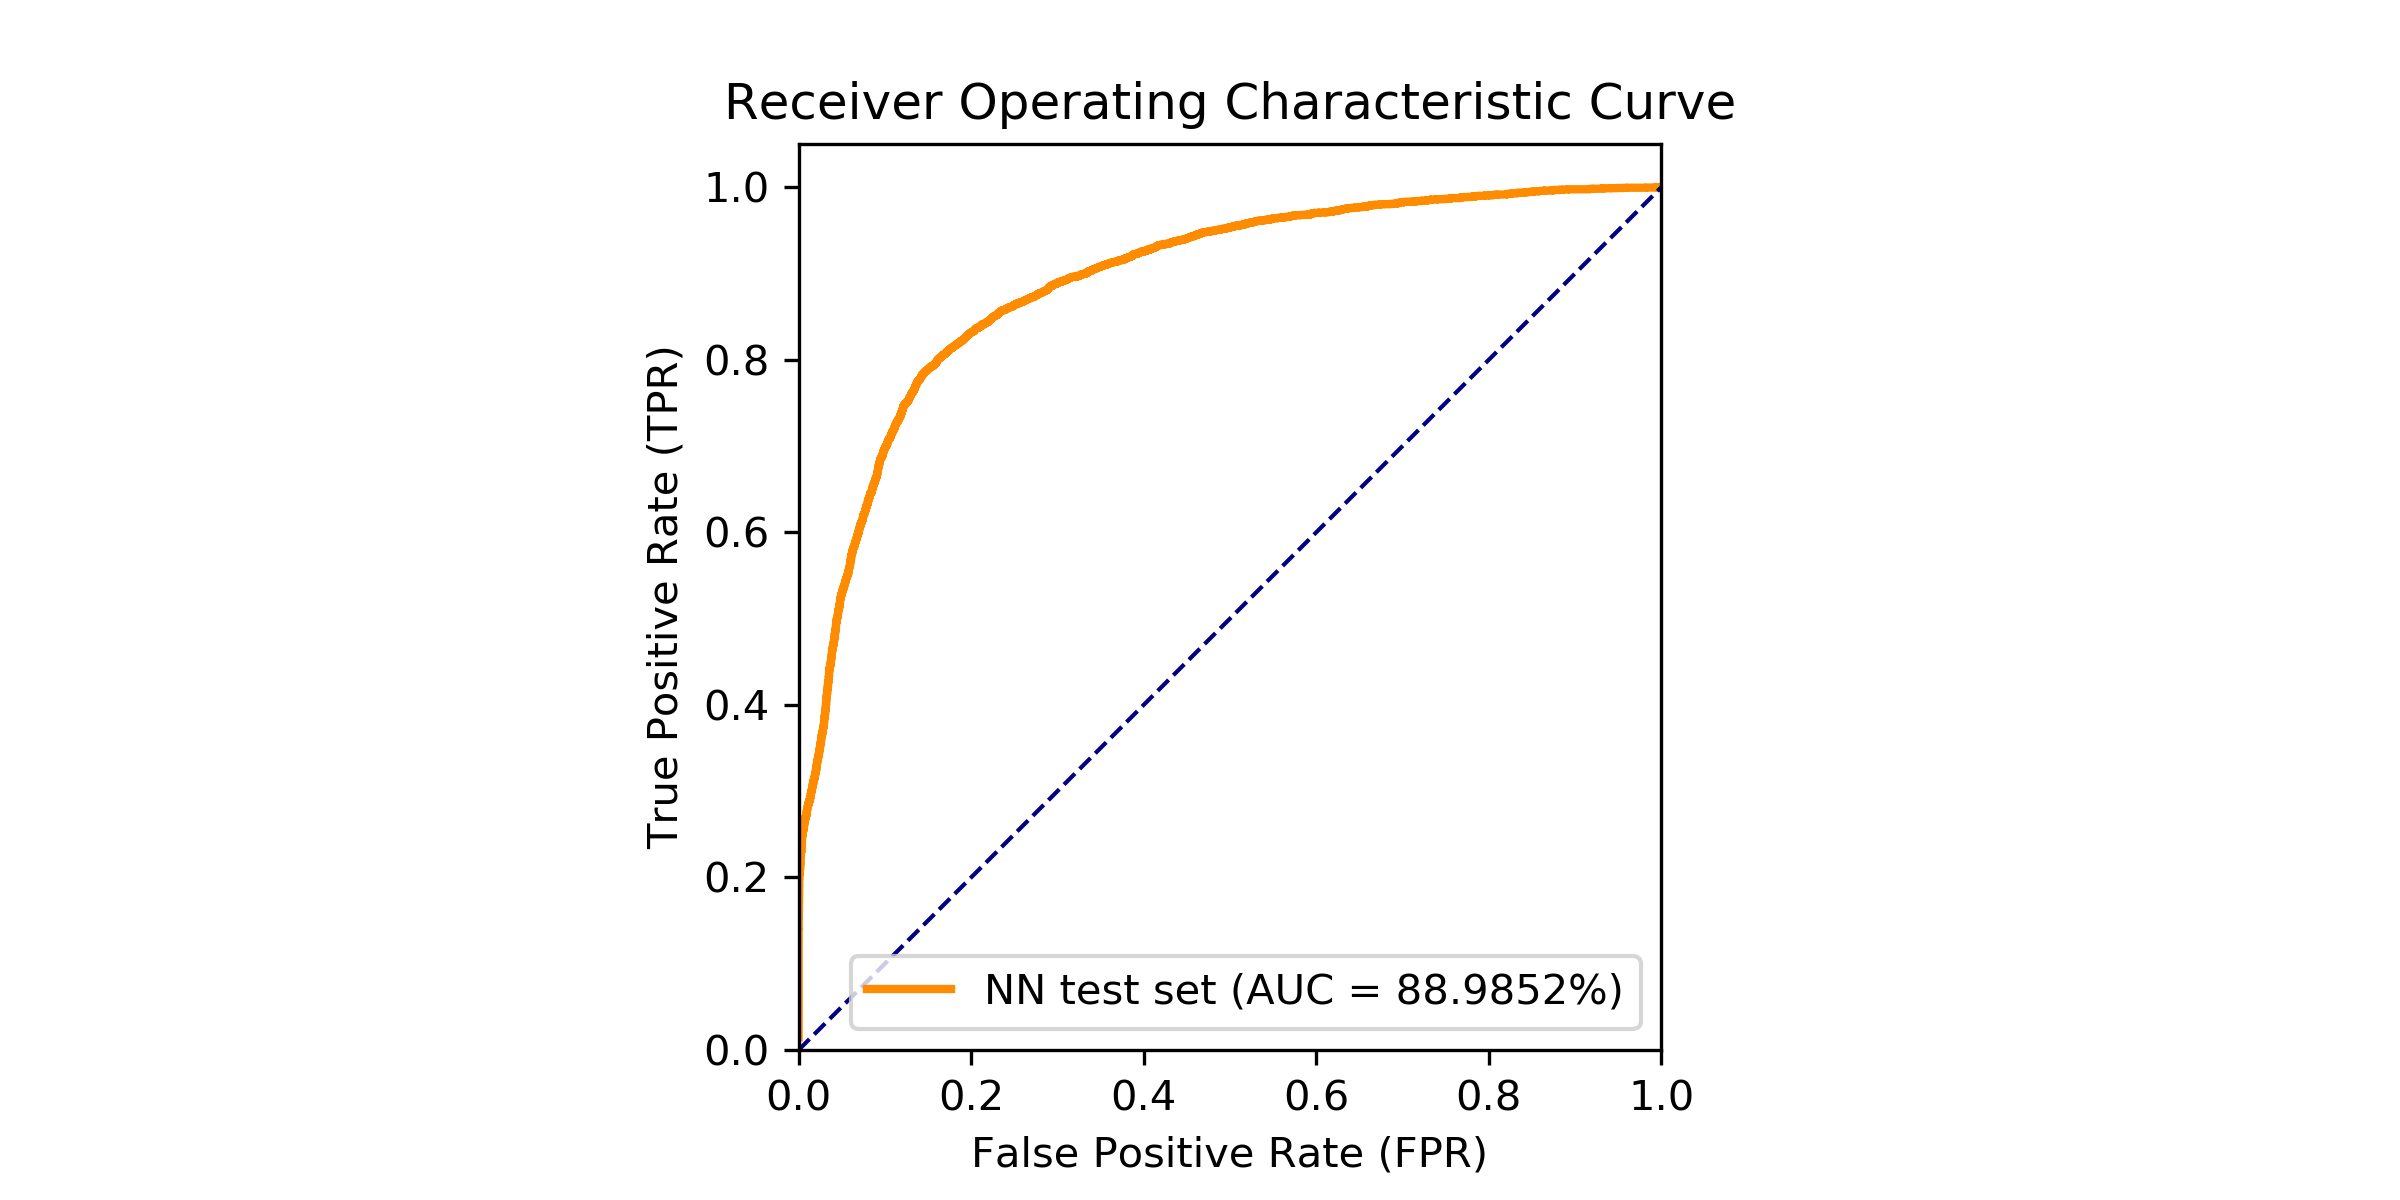 Receiver Operating Characteristic Curve
True Positive Rate (TPR)
1.0
0.8
0.6
0.4
0.2
0.0
NN test set (AUC = 88.9852%)
0.0 0.2 0.4 0.6 0.8 1.0
False Positive Rate (FPR)